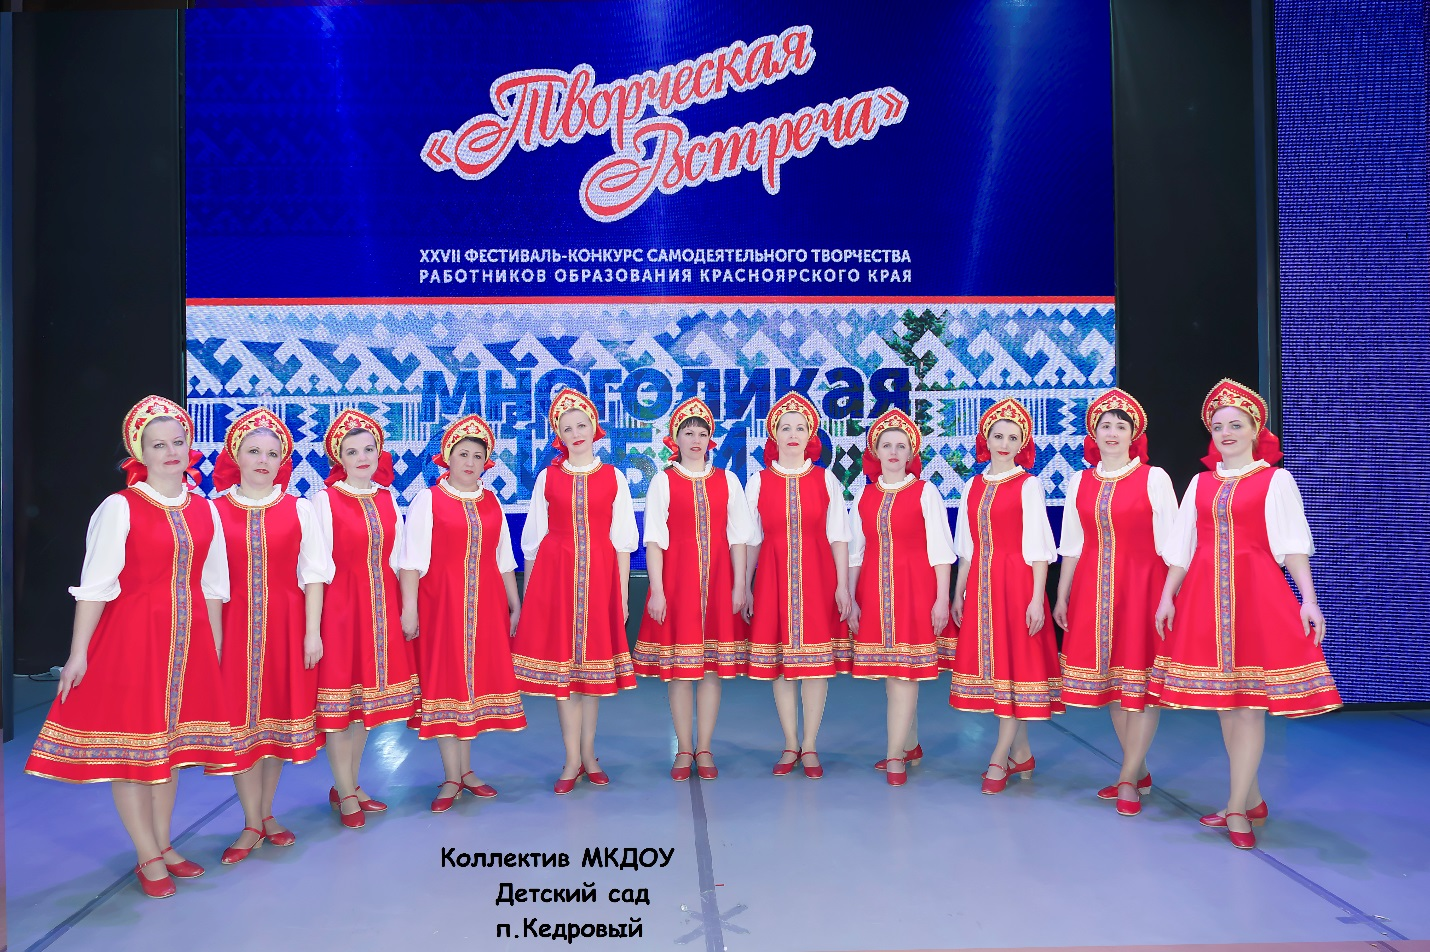 «Творческая
Встреча»
XXVII ФЕСТИВАЛЬ-КОНКУРС САМОДЕЯТЕЛЬНОГО ТВОРЧЕСТВА
РАБОТНИКОВ ОБРАЗОВАНИЯ КРАСНОЯРСКОГО КРАЯ
многоликая
Коллектив МКДОУ
Детский сад
п.Кедровый